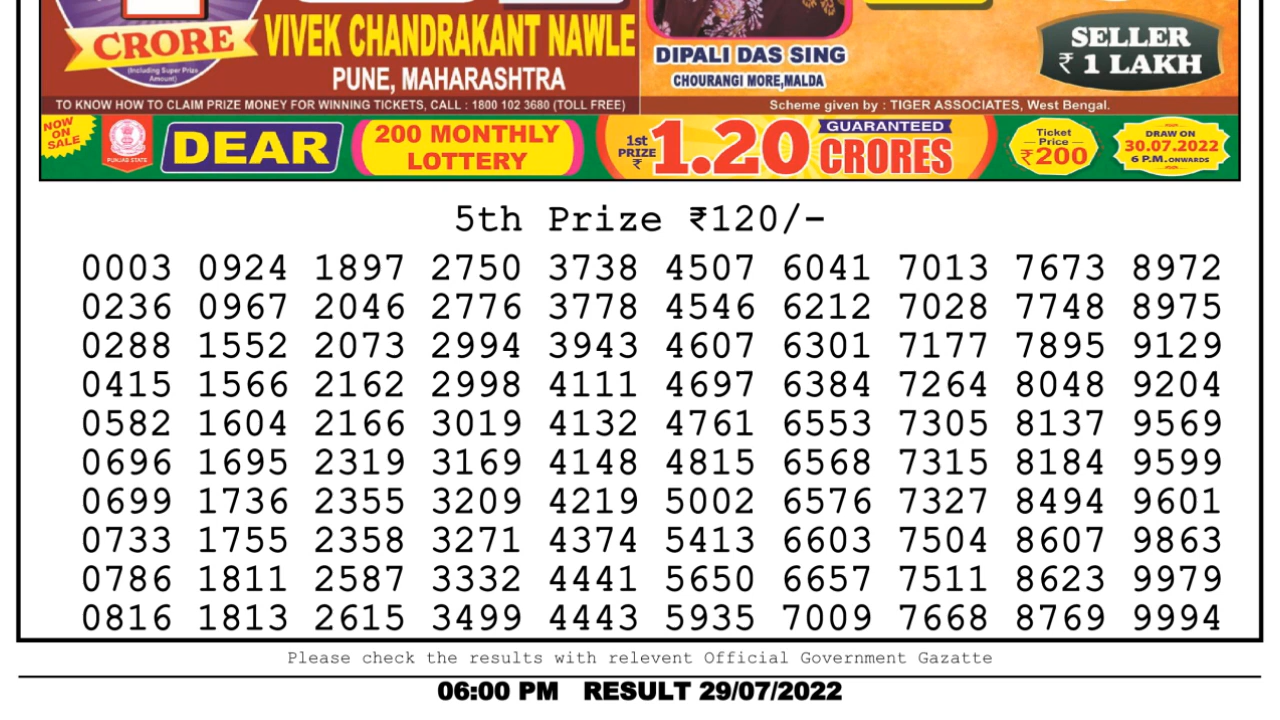 CRORE
(Including Super Prize
Amount)
VIVEK CHANDRAKANT NAWLE
PUNE, MAHARASHTRA
TO KNOW HOW TO CLAIM PRIZE MONEY FOR WINNING TICKETS, CALL : 1800 102 3680 (TOLL FREE)
DIPALI DAS SING
CHOURANGI MORE,MALDA
SELLER
₹ 1 LAKH
Scheme given by : TIGER ASSOCIATES, West Bengal.
NOW
ON
SALE
PUNJAB STATE
DEAR
200 MONTHLY
LOTTERY
1st
PRIZE
₹
1.20
GUARANTEED
CRORES
Ticket
Price
₹200
DRAW ON
30.07.2022
6 P.M. ONWARDS
5th Prize ₹120/-
0003 0924 1897 2750 3738 4507 6041 7013 7673 8972
0236 0967 2046 2776 3778 4546 6212 7028 7748 8975
0288 1552 2073 2994 3943 4607 6301 7177 7895 9129
0415 1566 2162 2998 4111 4697 6384 7264 8048 9204
0582 1604 2166 3019 4132 4761 6553 7305 8137 9569
0696 1695 2319 3169 4148 4815 6568 7315 8184 9599
0699 1736 2355 3209 4219 5002 6576 7327 8494 9601
0733 1755 2358 3271 4374 5413 6603 7504 8607 9863
0786 1811 2587 3332 4441 5650 6657 7511 8623 9979
0816 1813 2615 3499 4443 5935 7009 7668 8769 9994
Please check the results with relevent Official Government Gazatte
06:00 PM RESULT 29/07/2022